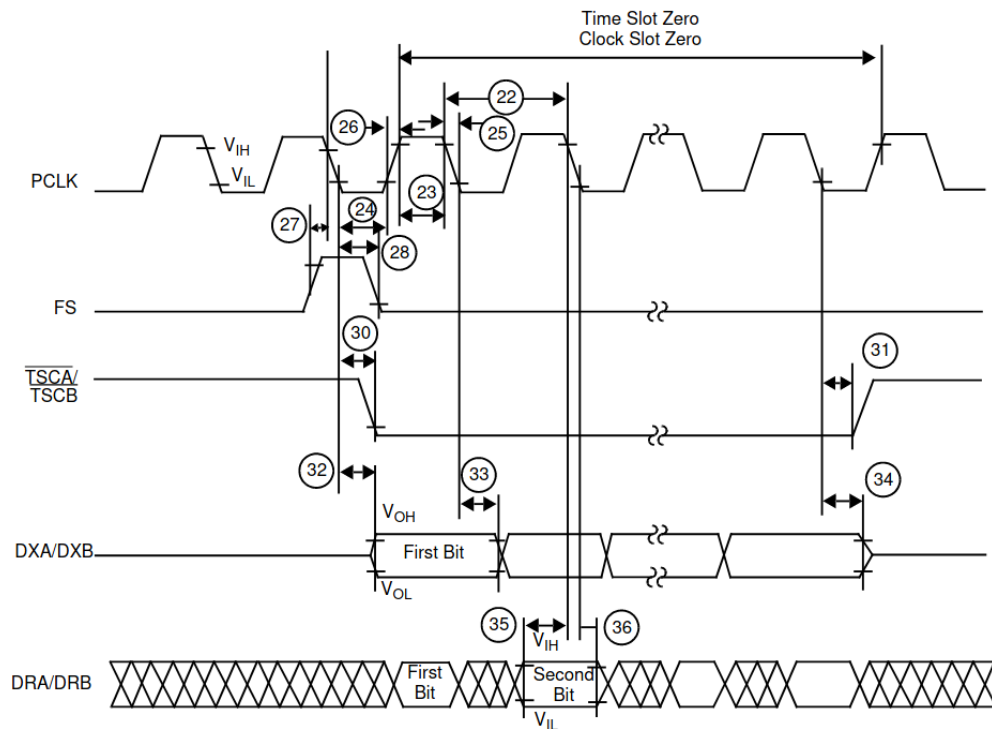 Time Slot Zero
Clock Slot Zero
22
26
25
VIH
VIL
PCLK
23
24
27
28
FS
30
31
TSCA/
TSCB
32
33
34
VOH
DXA/DXB
First Bit
VOL
35
36
VIH
DRA/DRB
First
Bit
Second
Bit
VIL